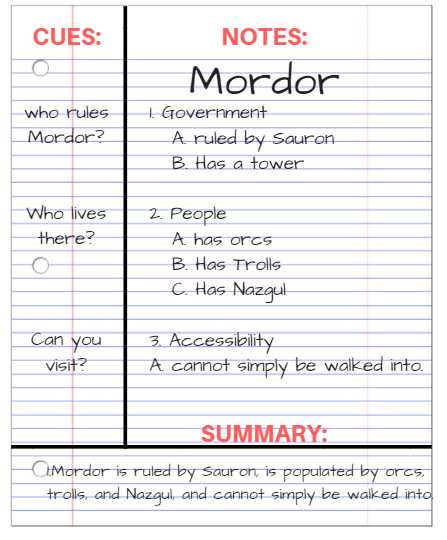 CUES:
NOTES:
Mordor
who rules
Mordor?
1. Government
A. ruled by Sauron
B. Has a tower
Who lives
there?
2. People
A. has orcs
B. Has Trolls
C. Has Nazgul
Can you
visit?
3. Accessibility
A. cannot simply be walked into.
SUMMARY:
1.Mordor is ruled by Sauron, is populated by orcs,
trolls, and Nazgul, and cannot simply be walked into.